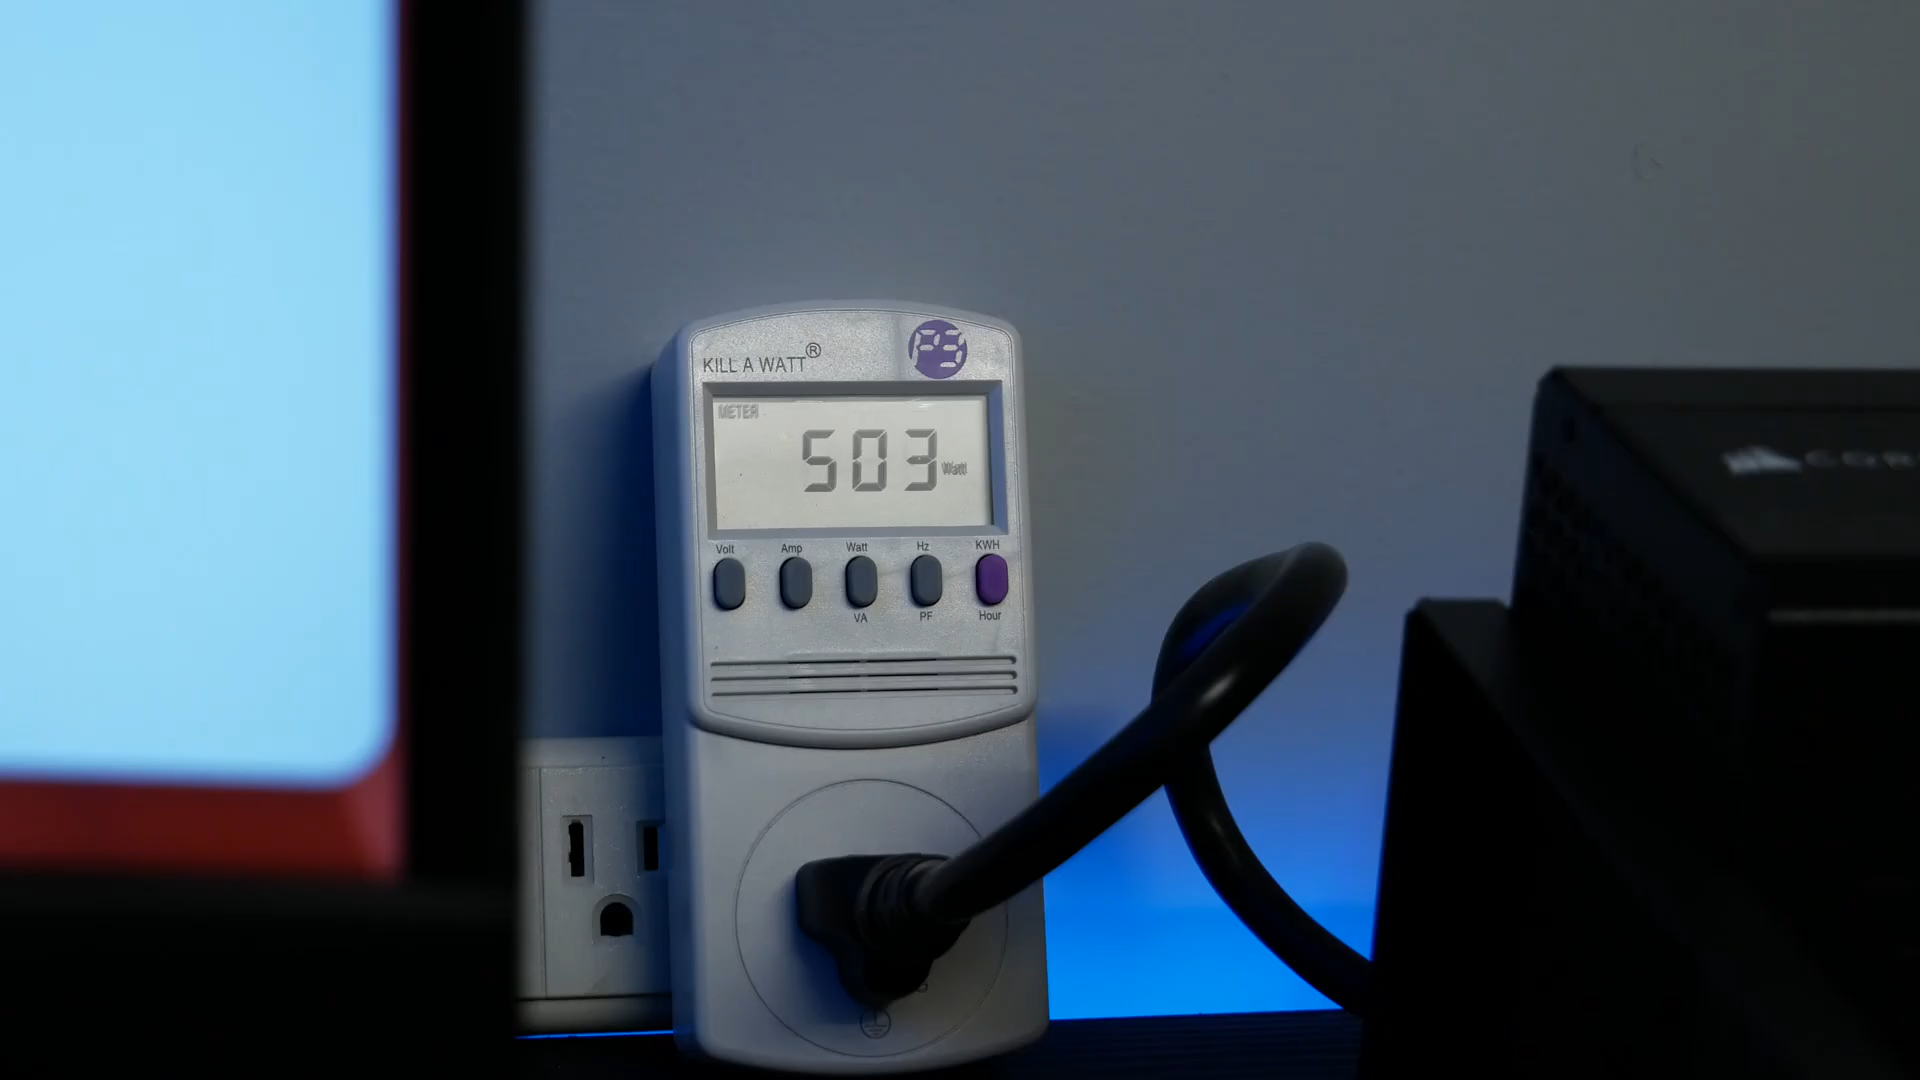 KILL A WATT®
P3
METER
503 Watt
Volt Amp Watt Hz KWH
VA PF Hour